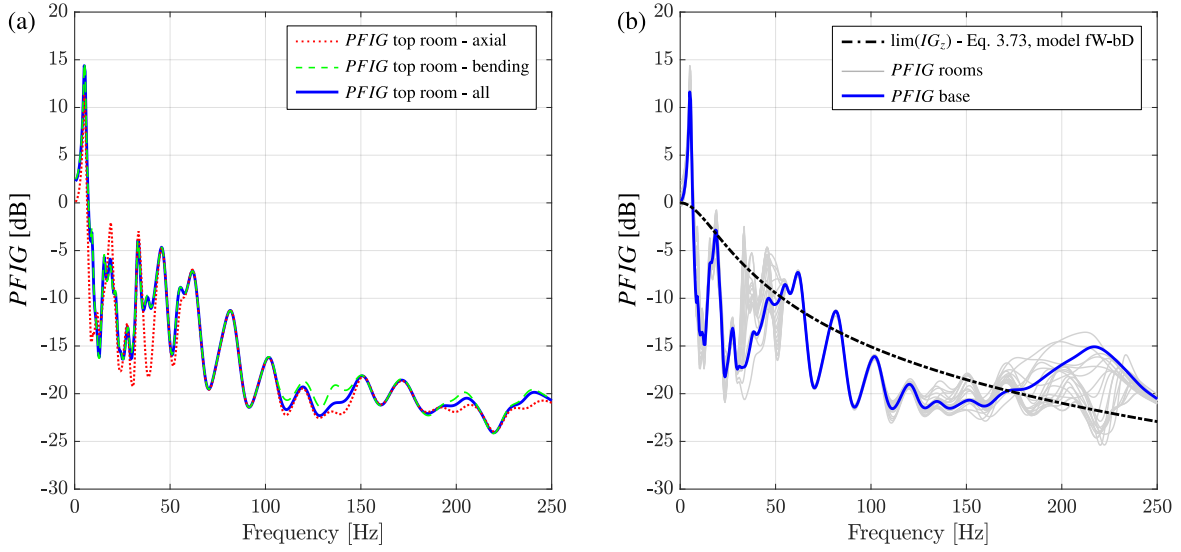 (a)
PFIG top room - axial
PFIG top room - bending
PFIG top room - all
20
15
10
5
0
-5
-10
-15
-20
-25
-30
PFIG [dB]
0 50 100 150 200 250
Frequency [Hz]
(b)
lim(IG_z) - Eq. 3.73, model fW-bD
PFIG rooms
PFIG base
20
15
10
5
0
-5
-10
-15
-20
-25
-30
PFIG [dB]
0 50 100 150 200 250
Frequency [Hz]